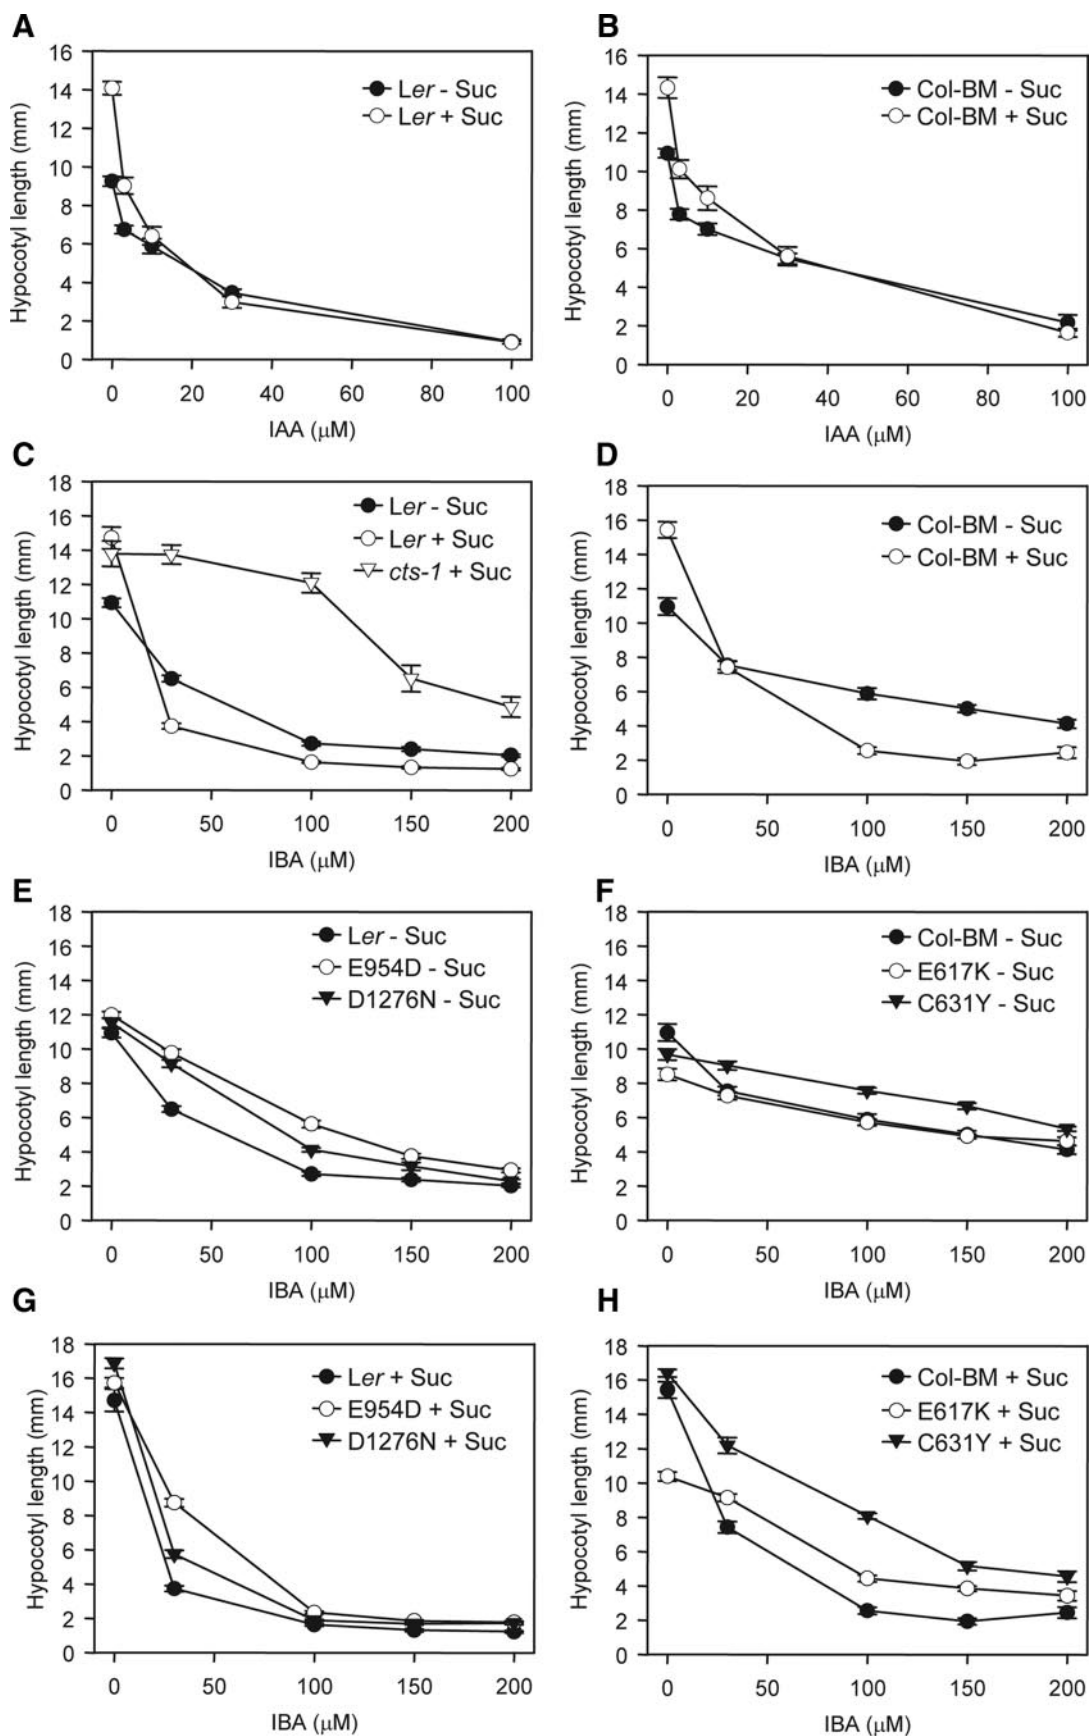 A
Hypocotyl length (mm)
16
14
12
10
8
6
4
2
0
Ler - Suc
Ler + Suc
0 20 40 60 80 100
IAA (μM)
B
Hypocotyl length (mm)
16
14
12
10
8
6
4
2
0
Col-BM - Suc
Col-BM + Suc
0 20 40 60 80 100
IAA (μM)
C
Hypocotyl length (mm)
18
16
14
12
10
8
6
4
2
0
Ler - Suc
Ler + Suc
cts-1 + Suc
0 50 100 150 200
IBA (μM)
D
Hypocotyl length (mm)
18
16
14
12
10
8
6
4
2
0
Col-BM - Suc
Col-BM + Suc
0 50 100 150 200
IBA (μM)
E
Hypocotyl length (mm)
18
16
14
12
10
8
6
4
2
0
Ler - Suc
E954D - Suc
D1276N - Suc
0 50 100 150 200
IBA (μM)
F
Hypocotyl length (mm)
18
16
14
12
10
8
6
4
2
0
Col-BM - Suc
E617K - Suc
C631Y - Suc
0 50 100 150 200
IBA (μM)
G
Hypocotyl length (mm)
18
16
14
12
10
8
6
4
2
0
Ler + Suc
E954D + Suc
D1276N + Suc
0 50 100 150 200
IBA (μM)
H
Hypocotyl length (mm)
18
16
14
12
10
8
6
4
2
0
Col-BM + Suc
E617K + Suc
C631Y + Suc
0 50 100 150 200
IBA (μM)